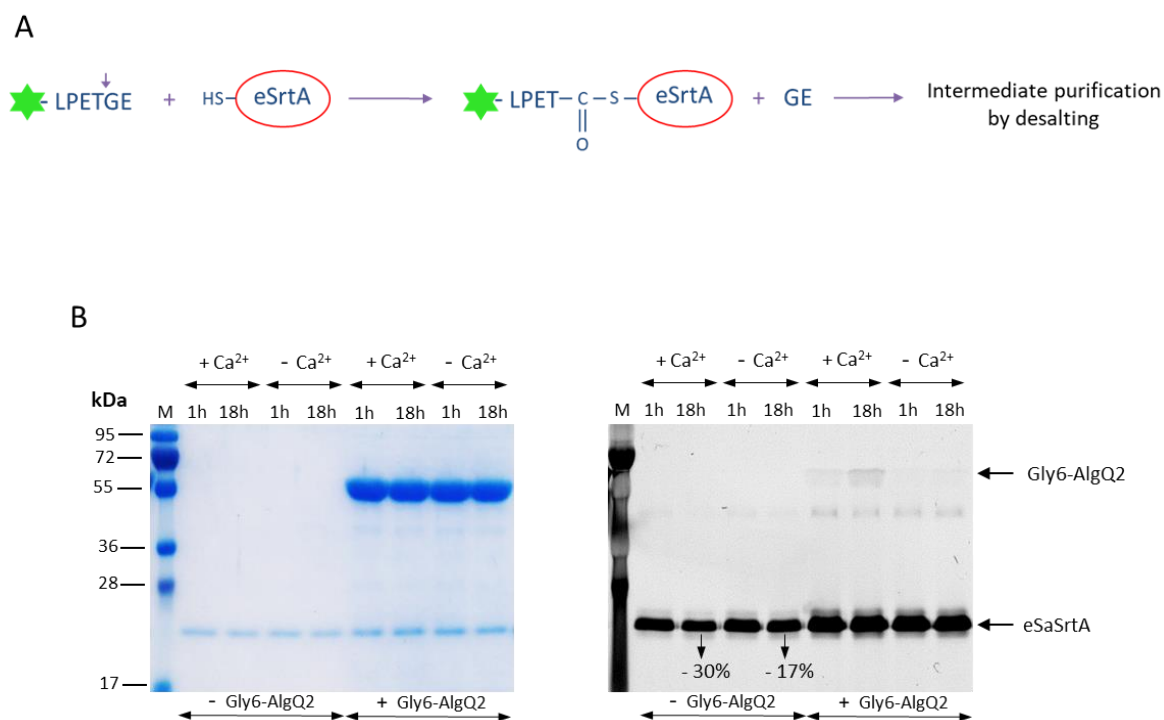 A
LPETGE + HS eSrtA LPET C S eSrtA + GE Intermediate purification
by desalting
O
B
+ Ca²⁺ - Ca²⁺ + Ca²⁺ - Ca²⁺ + Ca²⁺ - Ca²⁺ + Ca²⁺ - Ca²⁺
kDa
M 1h 18h 1h 18h 1h 18h 1h 18h M 1h 18h 1h 18h 1h 18h 1h 18h
95
72
55
36
28
17
Gly6-AlgQ2
eSaSrtA
- 30% - 17%
- Gly6-AlgQ2 + Gly6-AlgQ2 - Gly6-AlgQ2 + Gly6-AlgQ2